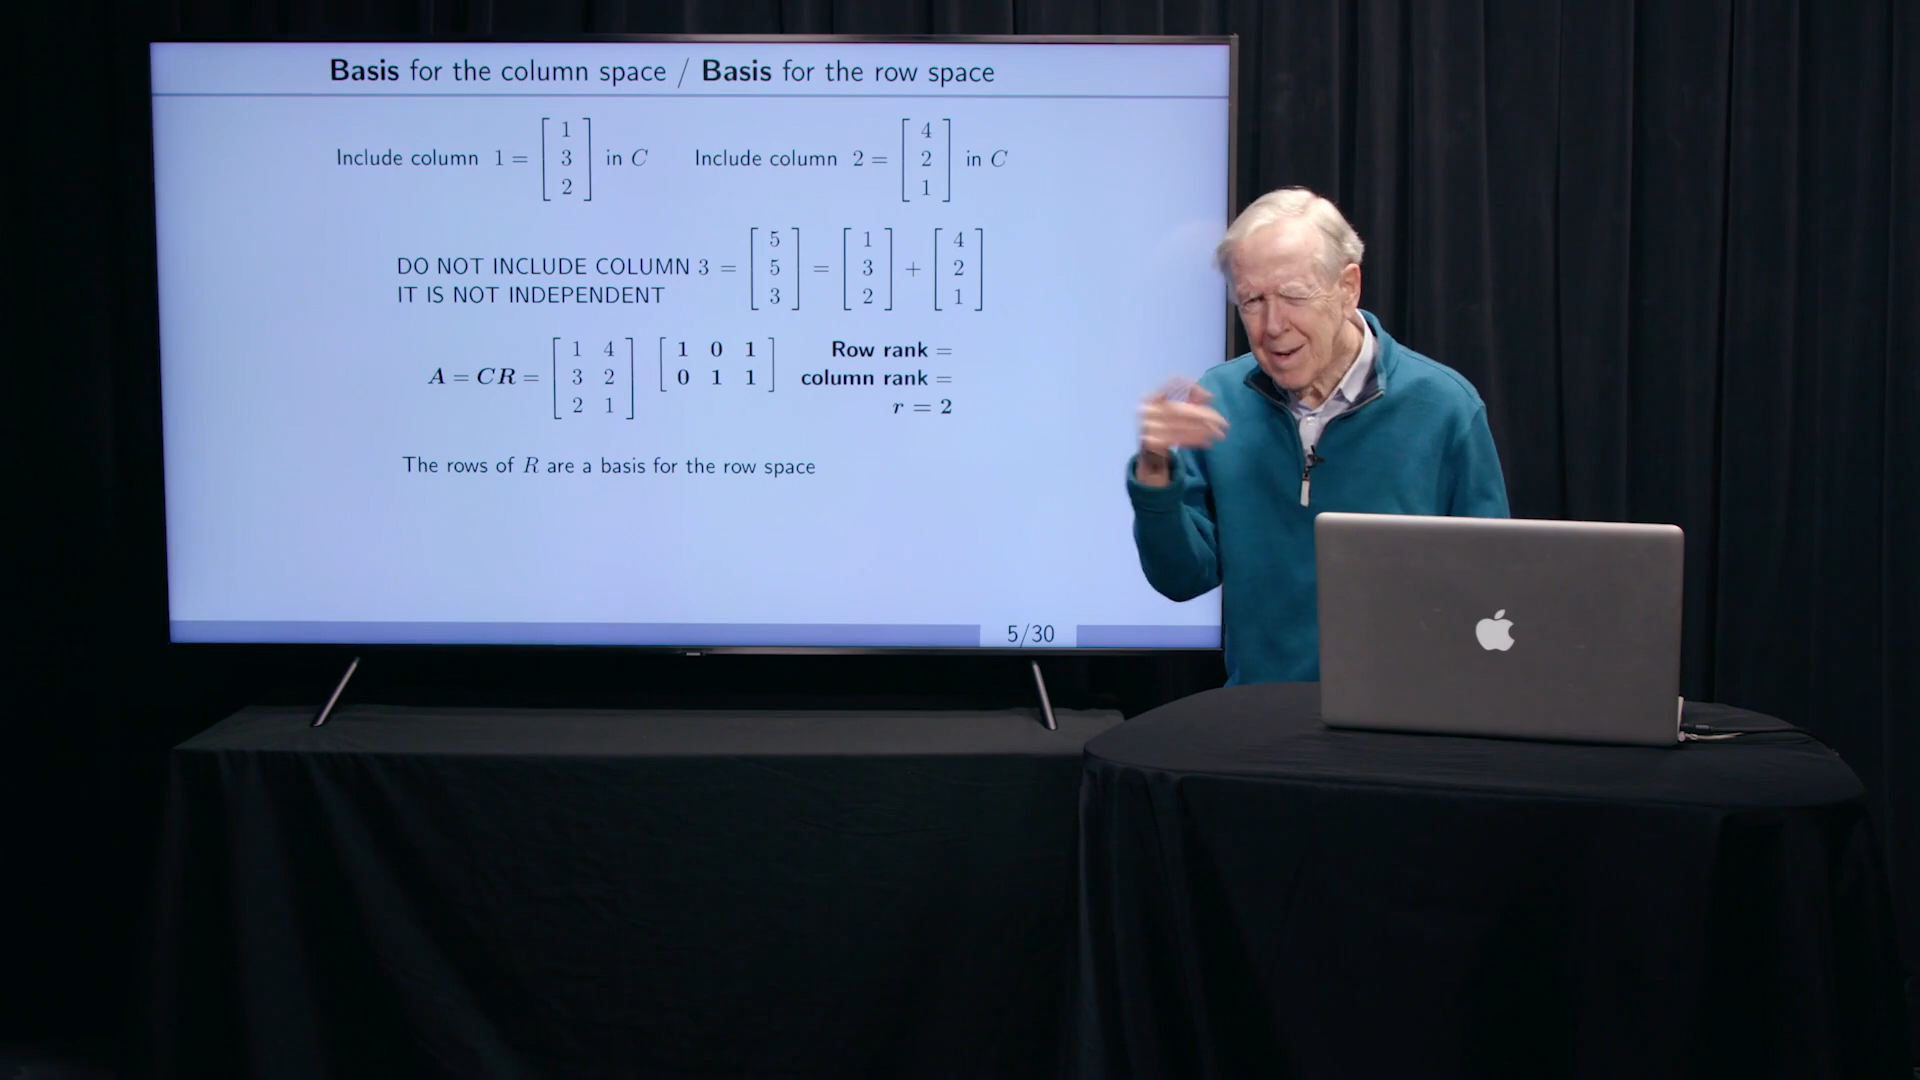 Basis for the column space / Basis for the row space
Include column 1 = [1 3 2] in C Include column 2 = [4 2 1] in C
DO NOT INCLUDE COLUMN 3 = [5 5 3] = [1 3 2] + [4 2 1]
IT IS NOT INDEPENDENT
A = CR = [1 4
3 2
2 1] [1 0 1
0 1 1]
Row rank =
column rank =
r = 2
The rows of R are a basis for the row space
5/30